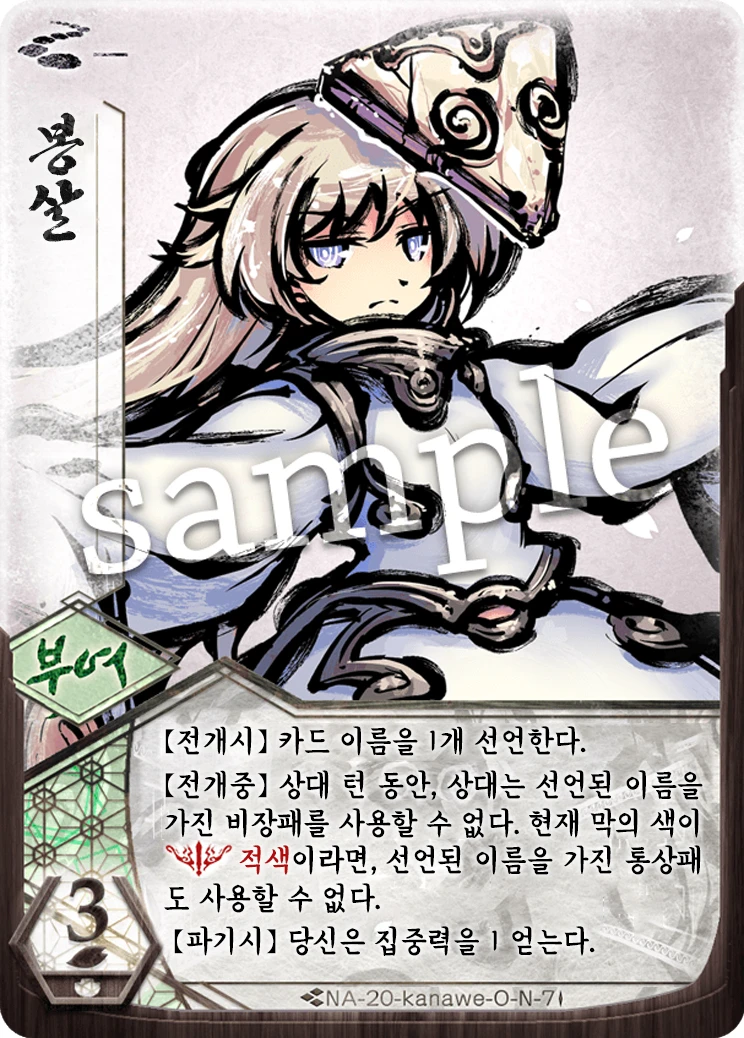 봉살
sample
부여
【전개시】 카드 이름을 1개 선언한다.
【전개중】 상대 턴 동안, 상대는 선언된 이름을
가진 비장패를 사용할 수 없다. 현재 막의 색이
적색이라면, 선언된 이름을 가진 통상패
도 사용할 수 없다.
【파기시】 당신은 집중력을 1 얻는다.
3
NA-20-kanawe-O-N-7